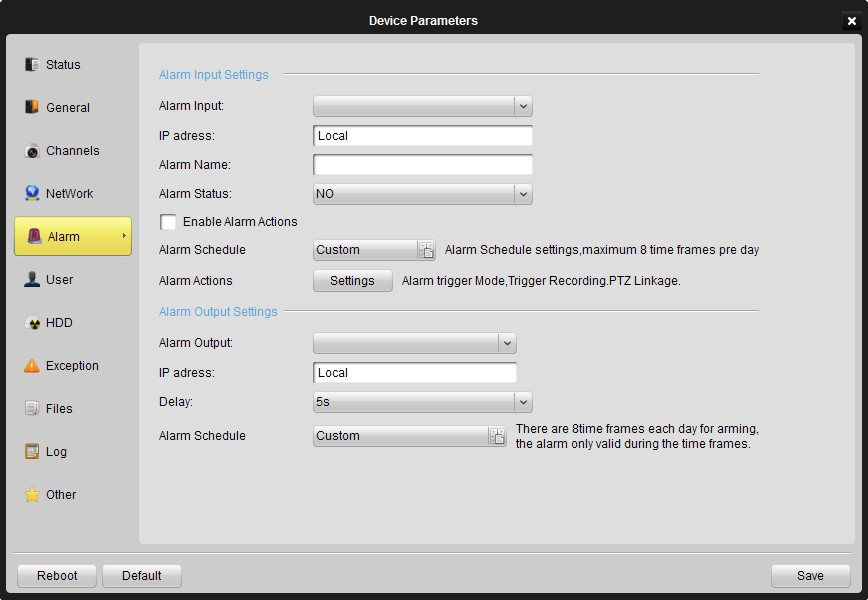 Device Parameters
Status
General
Channels
NetWork
Alarm
User
HDD
Exception
Files
Log
Other
Alarm Input Settings
Alarm Input:
IP adress: Local
Alarm Name:
Alarm Status: NO
Enable Alarm Actions
Alarm Schedule Custom Alarm Schedule settings,maximum 8 time frames pre day
Alarm Actions Settings Alarm trigger Mode,Trigger Recording.PTZ Linkage.
Alarm Output Settings
Alarm Output:
IP adress: Local
Delay: 5s
Alarm Schedule Custom There are 8time frames each day for arming,
the alarm only valid during the time frames.
Reboot Default Save